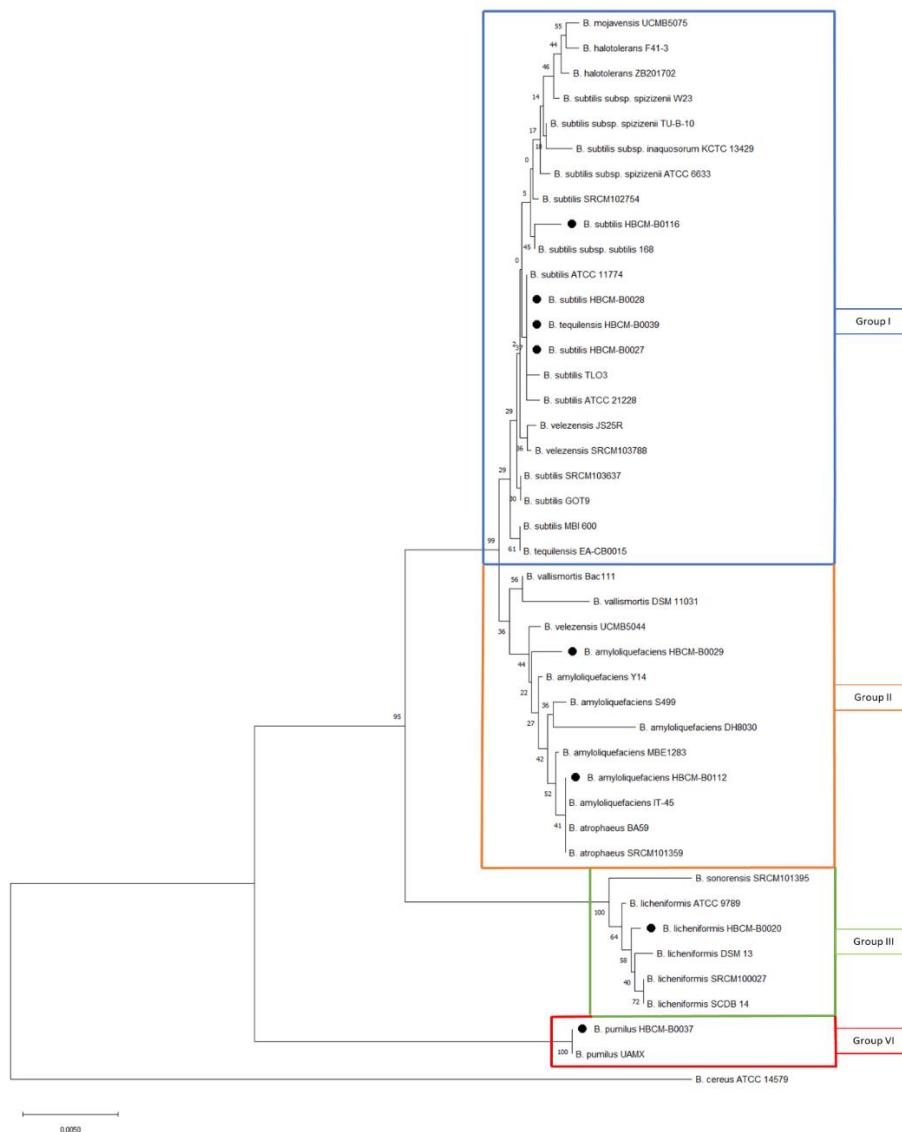 B. mojavensis UCMB5075
55
B. halotolerans F41-3
44
B. halotolerans ZB201702
46
B. subtilis subsp. spizizenii W23
14
B. subtilis subsp. spizizenii TU-B-10
17
18
B. subtilis subsp. inaquosorum KCTC 13429
0
B. subtilis subsp. spizizenii ATCC 6633
5
B. subtilis SRCM102754
B. subtilis HBCM-B0116
45
B. subtilis subsp. subtilis 168
0
B. subtilis ATCC 11774
B. subtilis HBCM-B0028
B. tequilensis HBCM-B0039
Group I
2
37
B. subtilis HBCM-B0027
B. subtilis TLO3
B. subtilis ATCC 21228
29
B. velezensis JS25R
36
B. velezensis SRCM103788
29
B. subtilis SRCM103637
30
B. subtilis GOT9
B. subtilis MBI 600
99
61
B. tequilensis EA-CB0015
B. vallismortis Bac111
56
B. vallismortis DSM 11031
36
B. velezensis UCMB5044
B. amyloliquefaciens HBCM-B0029
44
B. amyloliquefaciens Y14
22
Group II
36
B. amyloliquefaciens S499
27
B. amyloliquefaciens DH8030
95
B. amyloliquefaciens MBE1283
42
B. amyloliquefaciens HBCM-B0112
52
B. amyloliquefaciens IT-45
41
B. atrophaeus BA59
B. atrophaeus SRCM101359
B. sonorensis SRCM101395
B. licheniformis ATCC 9789
100
B. licheniformis HBCM-B0020
64
Group III
B. licheniformis DSM 13
58
B. licheniformis SRCM100027
40
B. licheniformis SCDB 14
72
B. pumilus HBCM-B0037
Group VI
100
B. pumilus UAMX
B. cereus ATCC 14579
0.0050